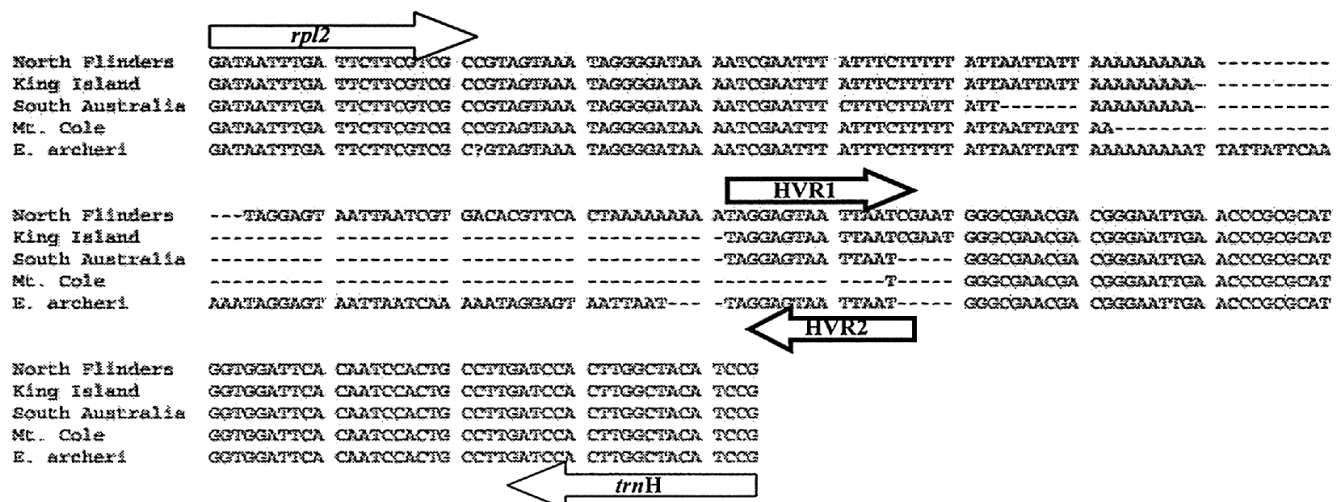 rpl2
North Flinders GATAATTTGA TTCTTCGTCG CCGTAGTAAA TAGGGGATAA AATCGAATTT ATTTCTTTTT ATTAATTATT AAAAAAAAAA ----------
King Island GATAATTTGA TTCTTCGTCG CCGTAGTAAA TAGGGGATAA AATCGAATTT ATTTCTTTTT ATTAATTATT AAAAAAAAA- ----------
South Australia GATAATTTGA TTCTTCGTCG CCGTAGTAAA TAGGGGATAA AATCGAATTT CTTTCTTATT ATT------- AAAAAAAAA- ----------
Mt. Cole GATAATTTGA TTCTTCGTCG CCGTAGTAAA TAGGGGATAA AATCGAATTT ATTTCTTTTT ATTAATTATT AA-------- ----------
E. archeri GATAATTTGA TTCTTCGTCG C?GTAGTAAA TAGGGGATAA AATCGAATTT ATTTCTTTTT ATTAATTATT AAAAAAAAAT TATTATTCAA
HVR1
North Flinders ---TAGGAGT AATTAATCGT GACACGTTCA CTAAAAAAAA ATAGGAGTAA TTAATCGAAT GGGCGAACGA CGGGAATTGA ACCCGCGCAT
King Island ---------- ---------- ---------- ---------- -TAGGAGTAA TTAATCGAAT GGGCGAACGA CGGGAATTGA ACCCGCGCAT
South Australia ---------- ---------- ---------- ---------- -TAGGAGTAA TTAAT----- GGGCGAACGA CGGGAATTGA ACCCGCGCAT
Mt. Cole ---------- ---------- ---------- ---------- ---------- ----T----- GGGCGAACGA CGGGAATTGA ACCCGCGCAT
E. archeri AAATAGGAGT AATTAATCAA AAATAGGAGT AATTAAT--- -TAGGAGTAA TTAAT----- GGGCGAACGA CGGGAATTGA ACCCGCGCAT
HVR2
North Flinders GGTGGATTCA CAATCCACTG CCTTGATCCA CTTGGCTACA TCCG
King Island GGTGGATTCA CAATCCACTG CCTTGATCCA CTTGGCTACA TCCG
South Australia GGTGGATTCA CAATCCACTG CCTTGATCCA CTTGGCTACA TCCG
Mt. Cole GGTGGATTCA CAATCCACTG CCTTGATCCA CTTGGCTACA TCCG
E. archeri GGTGGATTCA CAATCCACTG CCTTGATCCA CTTGGCTACA TCCG
trnH